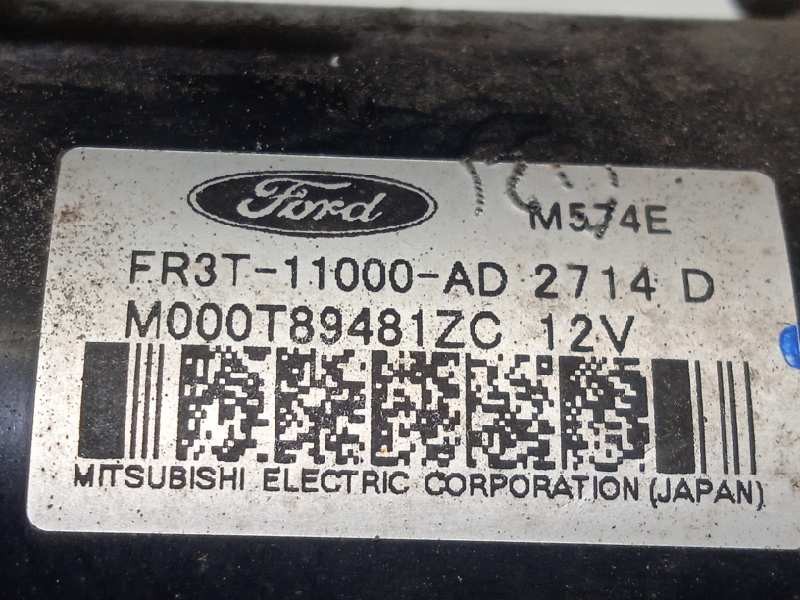 Ford
M574E
FR3T-11000-AD 2714 D
M000T89481ZC 12V
MITSUBISHI ELECTRIC CORPORATION (JAPAN)